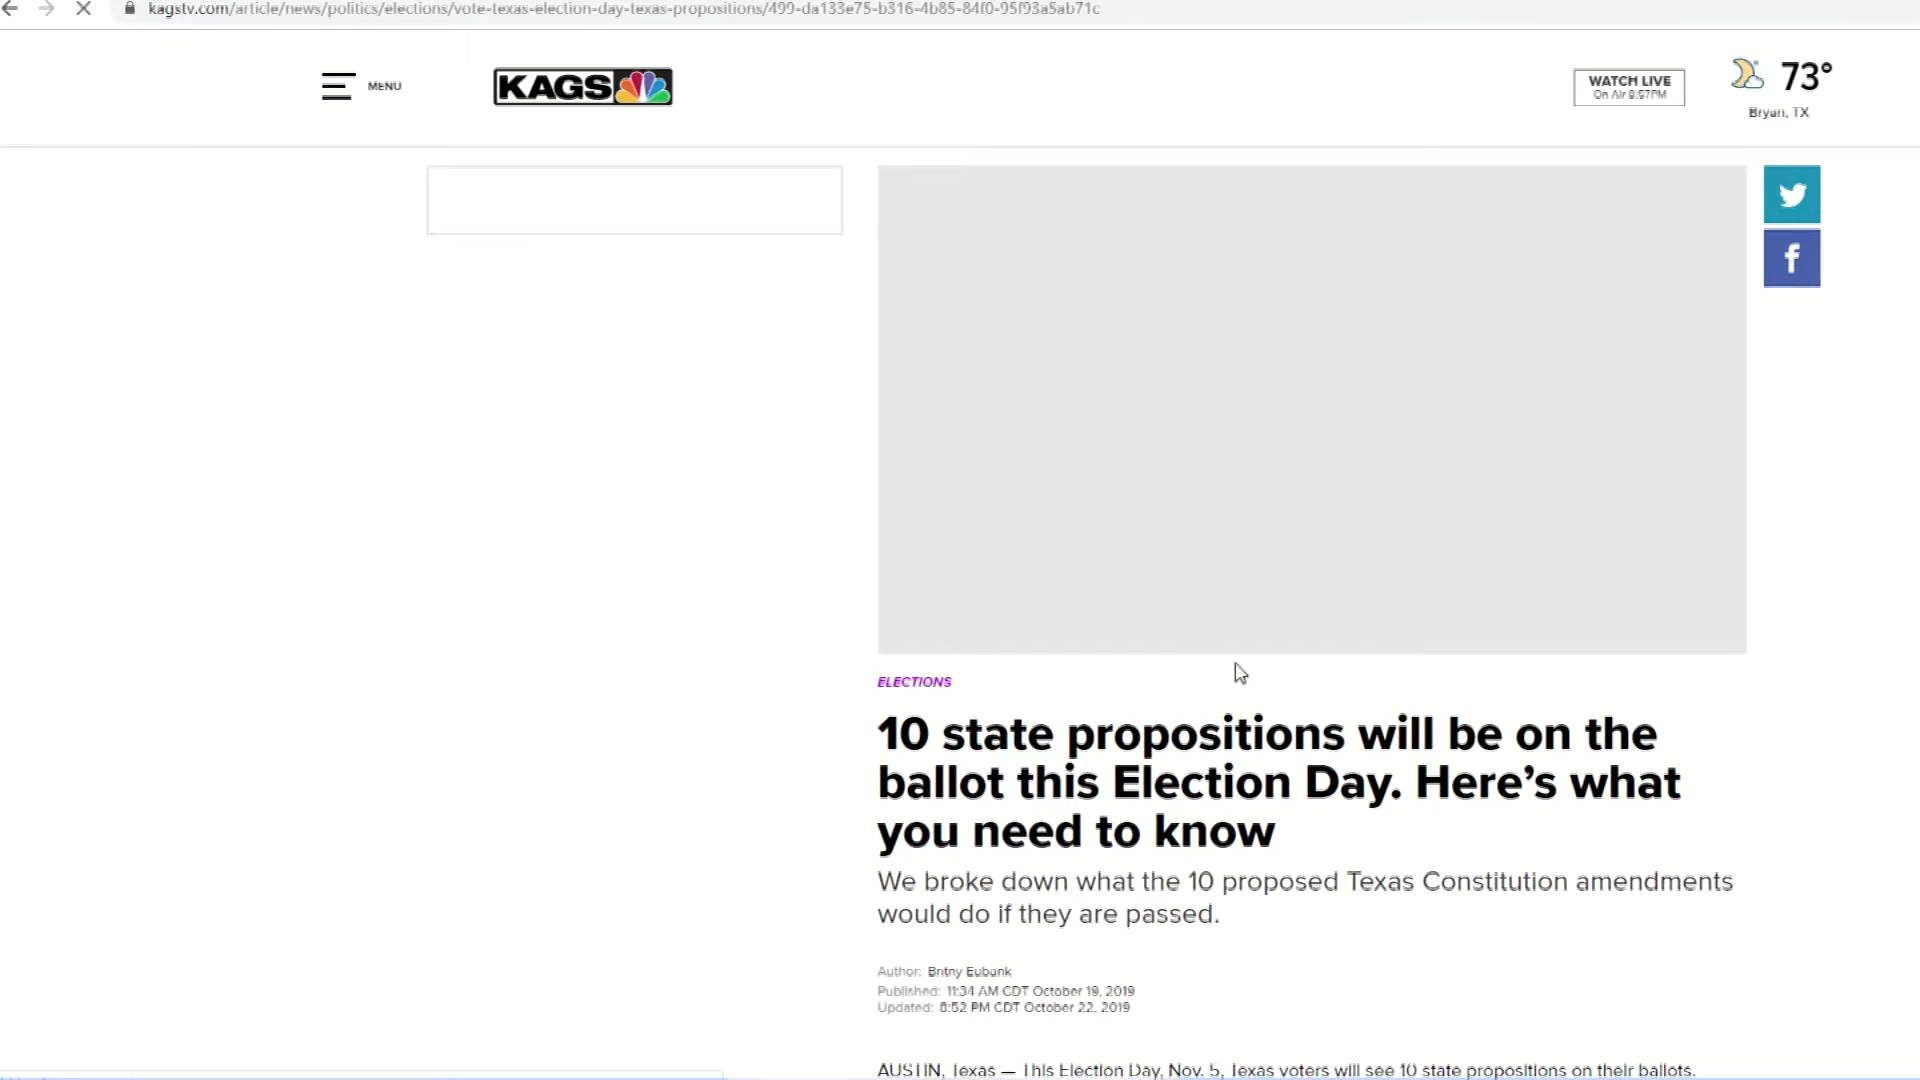 kagstv.com/article/news/politics/elections/vote-texas-election-day-texas-propositions/499-da133e75-b316-4b85-84f0-95f93a5ab71c
MENU
KAGS
WATCH LIVE
On Air 8:57PM
73°
Bryan, TX
ELECTIONS
10 state propositions will be on the
ballot this Election Day. Here's what
you need to know
We broke down what the 10 proposed Texas Constitution amendments
would do if they are passed.
Author: Britny Eubank
Published: 11:34 AM CDT October 19, 2019
Updated: 8:52 PM CDT October 22, 2019
AUSTIN, Texas — This Election Day, Nov. 5, Texas voters will see 10 state propositions on their ballots.